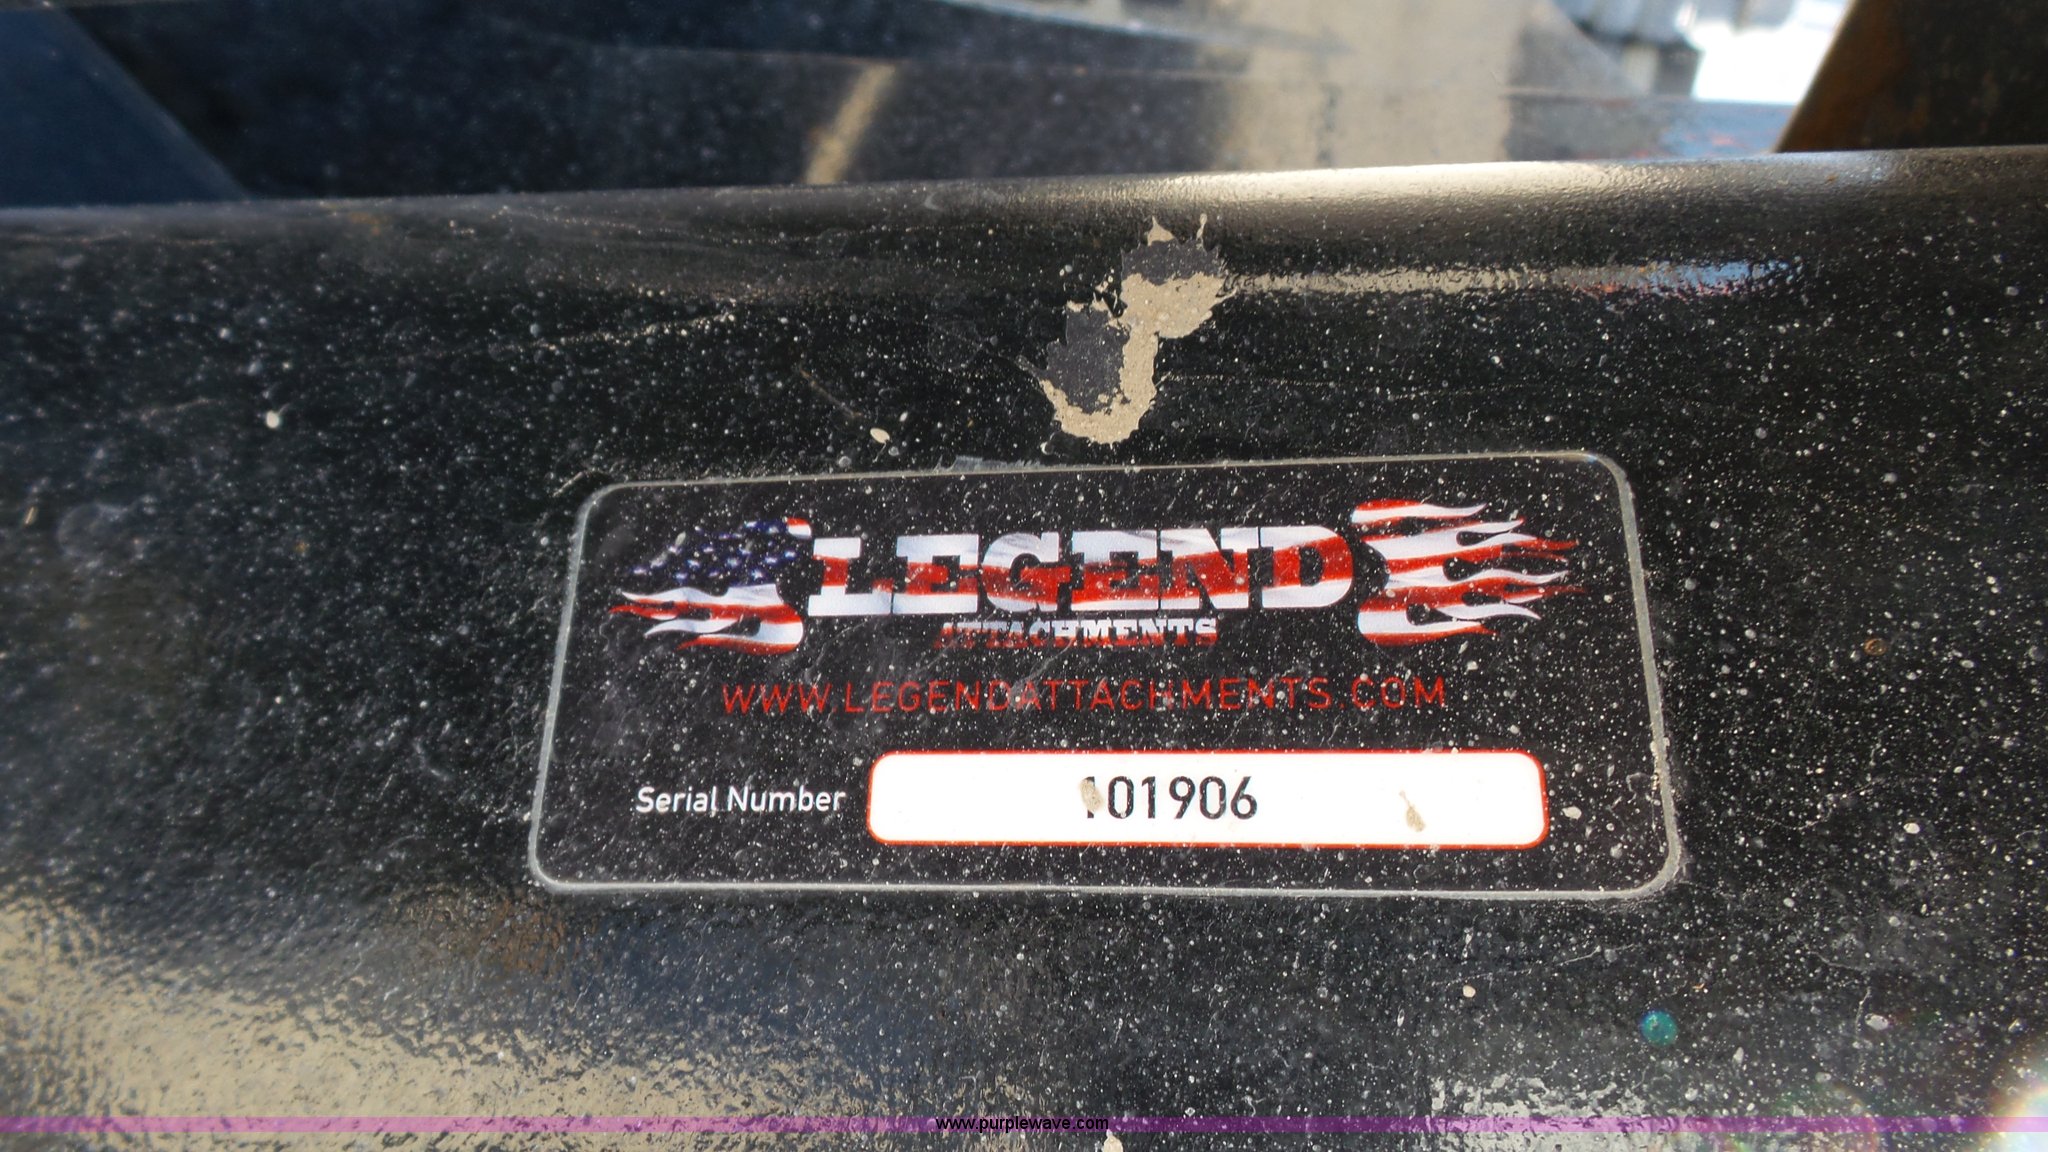 LEGEND
ATTACHMENTS
WWW.LEGENDATTACHMENTS.COM
Serial Number 101906
www.purplewave.com